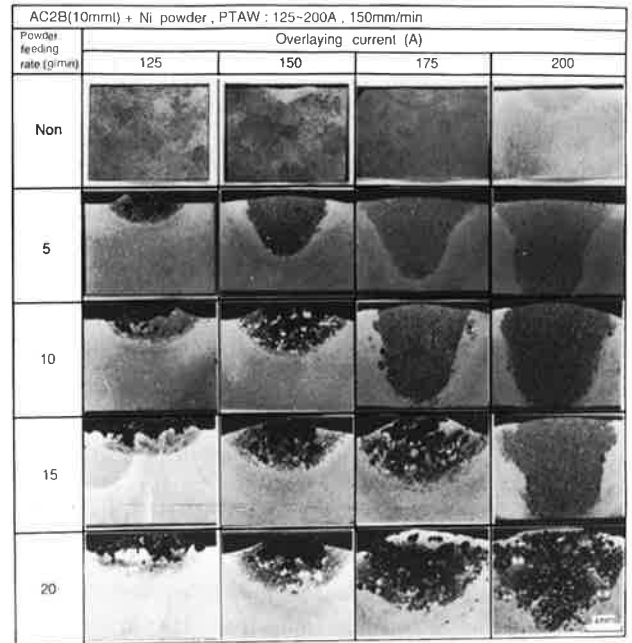 AC2B(10mmt) + Ni powder , PTAW : 125~200A , 150mm/min
Powder
feeding
rate (g/min)
Overlaying current (A)
125 150 175 200
Non
5
10
15
20